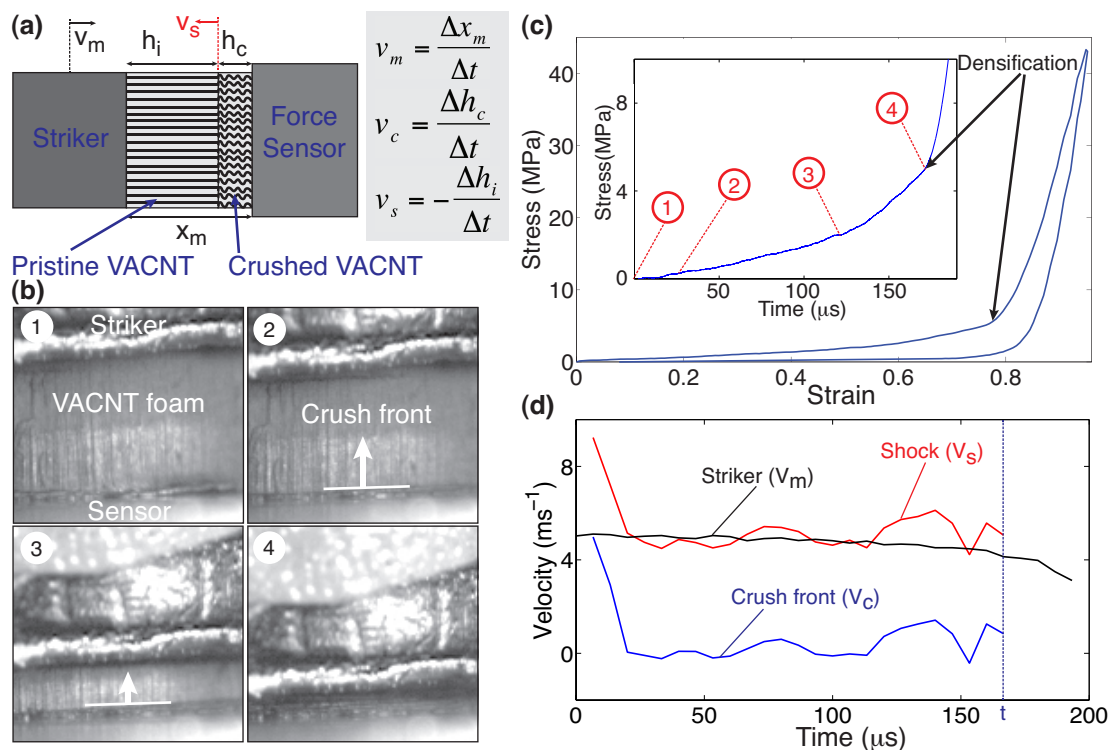 (a)
v_m
v_s
h_i
h_c
Striker
Force
Sensor
x_m
Pristine VACNT
Crushed VACNT
v_m = Δx_m / Δt
v_c = Δh_c / Δt
v_s = − Δh_i / Δt
(b)
1
Striker
VACNT foam
Sensor
2
Crush front
3
4
(c)
Stress (MPa)
40
30
20
10
0
0
0.2
0.4
0.6
0.8
Strain
Densification
Stress(MPa)
8
4
0
50
100
150
Time (μs)
1
2
3
4
(d)
Velocity (ms⁻¹)
8
4
0
0
50
100
150
t
200
Time (μs)
Striker (V_m)
Shock (V_s)
Crush front (V_c)